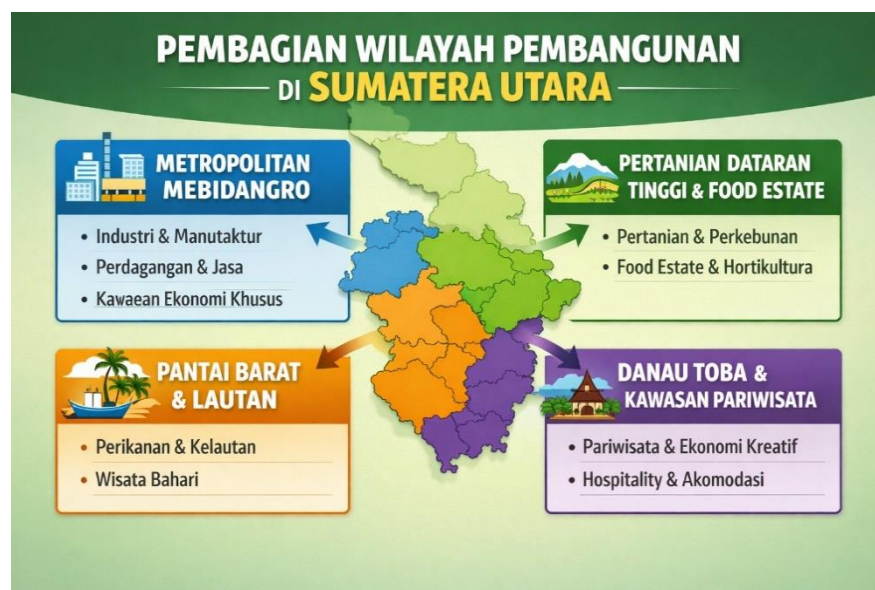 PEMBAGIAN WILAYAH PEMBANGUNAN
DI SUMATERA UTARA
METROPOLITAN
MEBIDANGRO
• Industri & Manutaktur
• Perdagangan & Jasa
• Kawaean Ekonomi Khusus
PERTANIAN DATARAN
TINGGI & FOOD ESTATE
• Pertanian & Perkebunan
• Food Estate & Hortikultura
PANTAI BARAT
& LAUTAN
• Perikanan & Kelautan
• Wisata Bahari
DANAU TOBA &
KAWASAN PARIWISATA
• Pariwisata & Ekonomi Kreatif
• Hospitality & Akomodasi